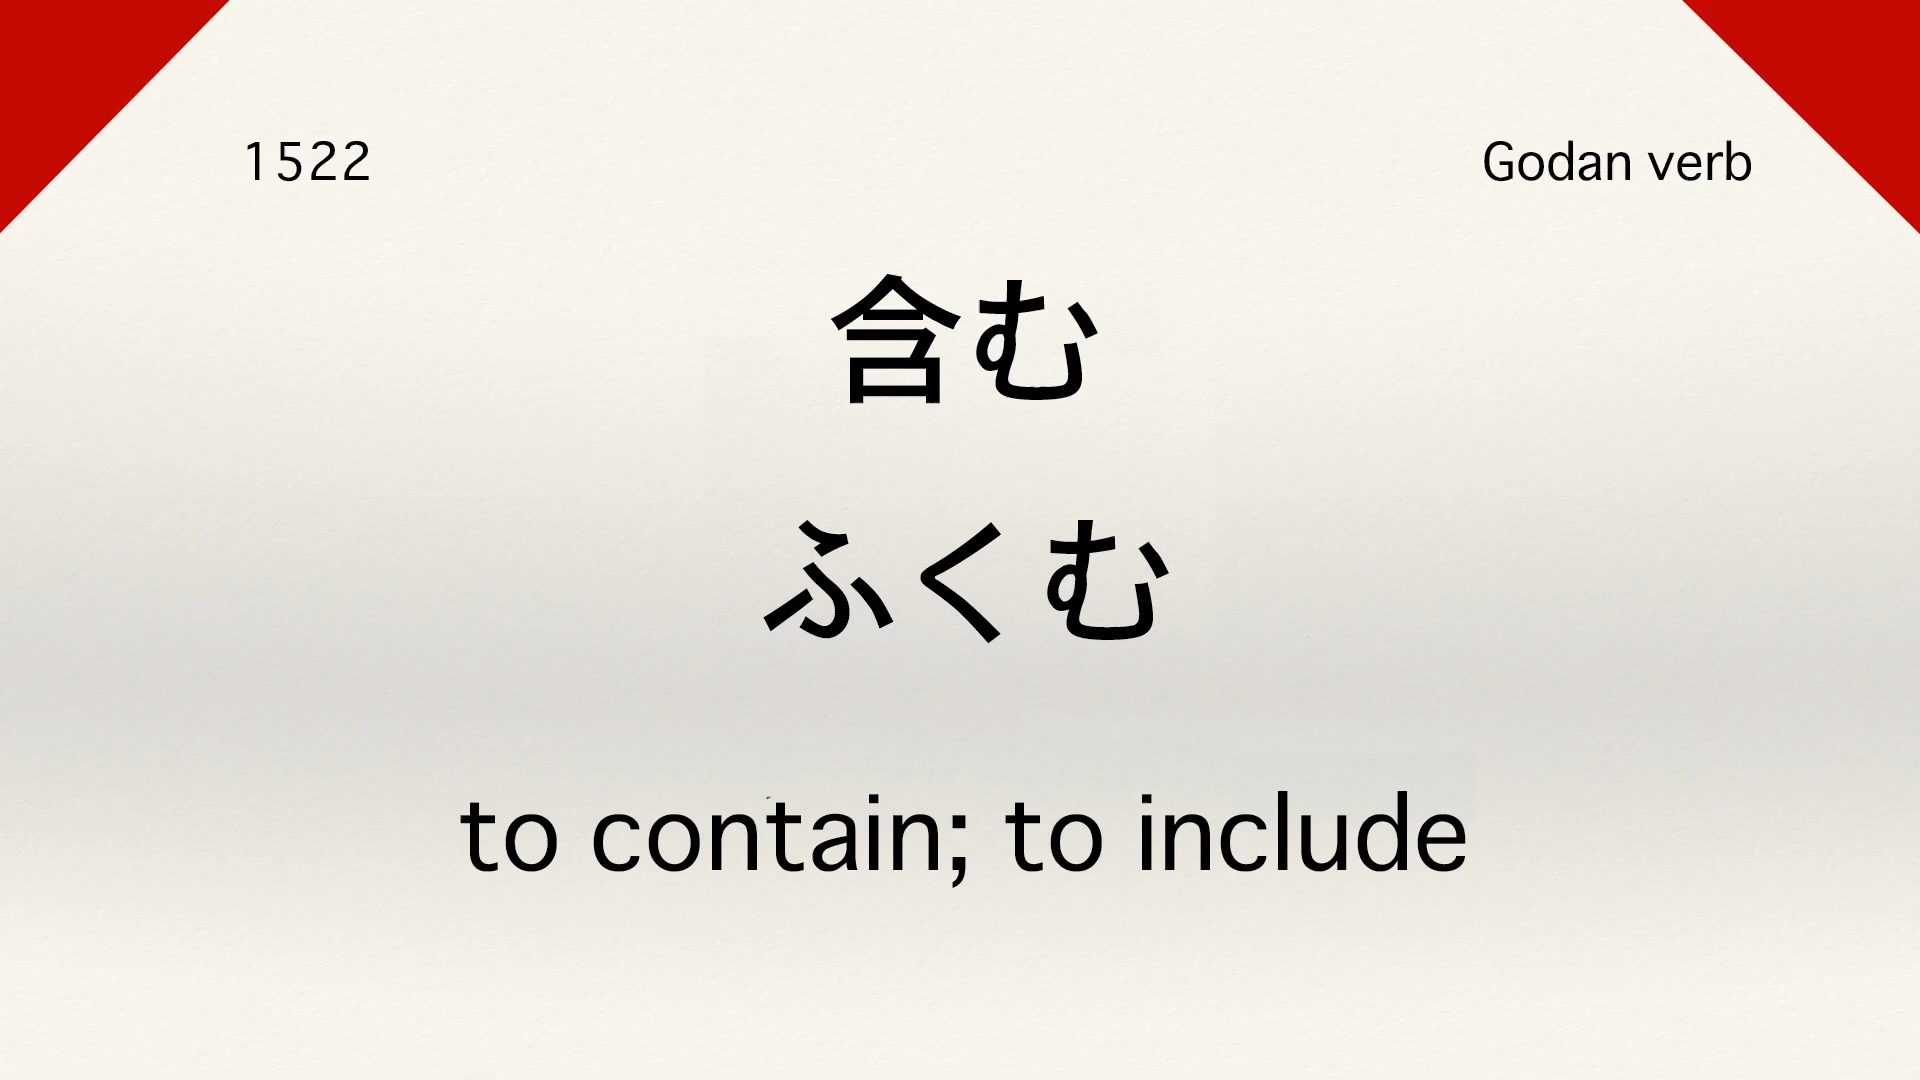 1522
Godan verb
含む
ふくむ
to contain; to include